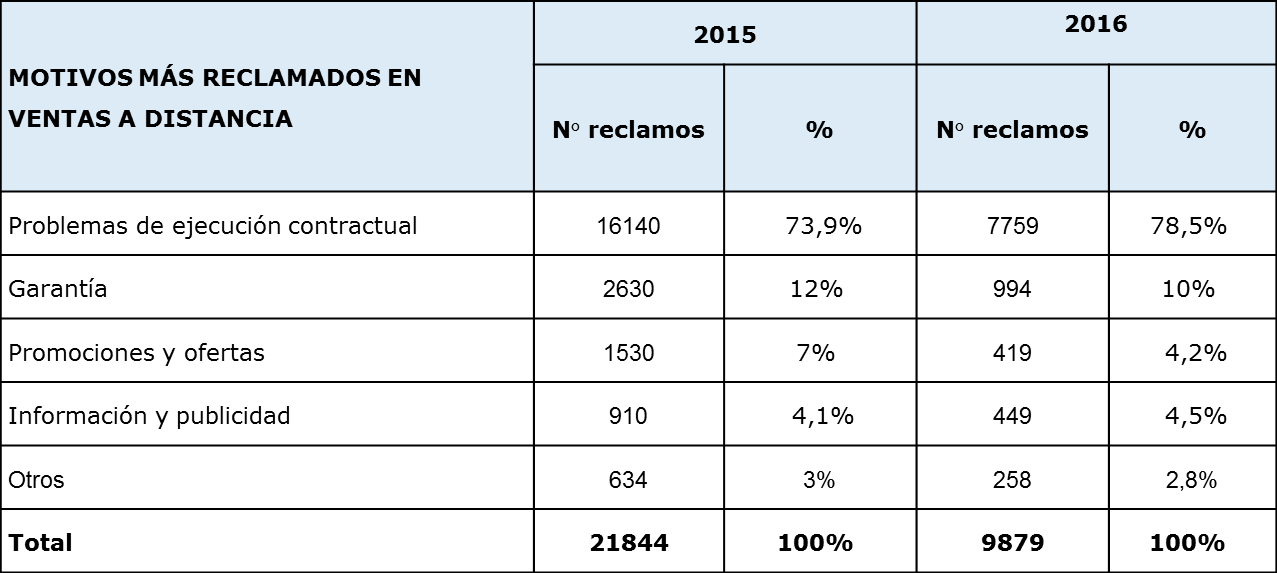 MOTIVOS MÁS RECLAMADOS EN
VENTAS A DISTANCIA
2015
2016
Nº reclamos
%
Nº reclamos
%
Problemas de ejecución contractual 16140 73,9% 7759 78,5%
Garantía 2630 12% 994 10%
Promociones y ofertas 1530 7% 419 4,2%
Información y publicidad 910 4,1% 449 4,5%
Otros 634 3% 258 2,8%
Total 21844 100% 9879 100%